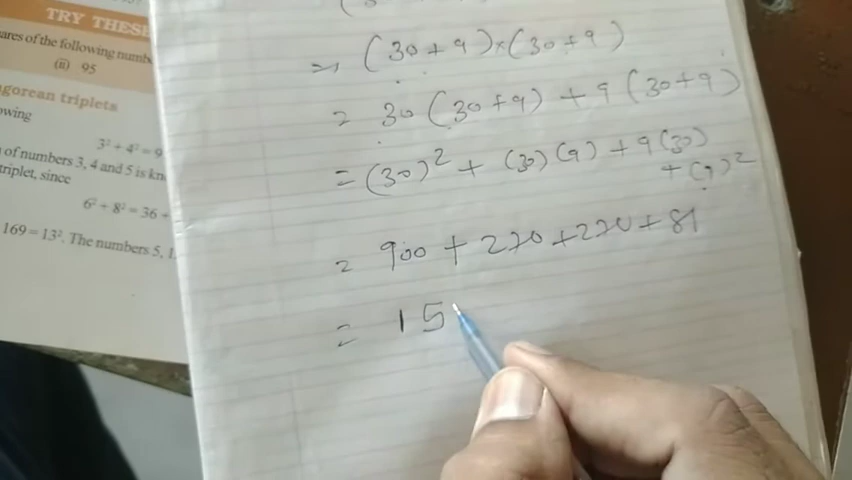 TRY THESE
ares of the following numb
(ii) 95
gorean triplets
owing
3² + 4² = 9
of numbers 3, 4 and 5 is kn
triplet, since
6² + 8² = 36 +
169 = 13². The numbers 5, 1
⇒ (30+9)×(30+9)
= 30(30+9) + 9(30+9)
= (30)² + (30)(9) + 9(30)
+ (9)²
= 900 + 270 + 270 + 81
= 15